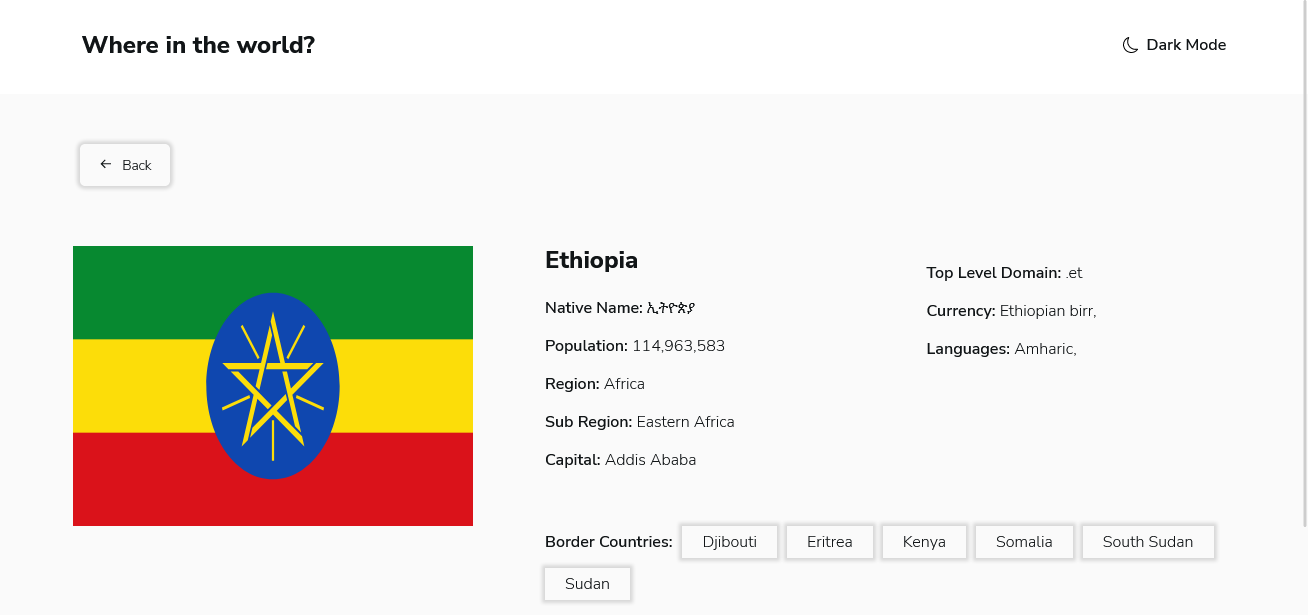 Where in the world?
Dark Mode
Back
Ethiopia
Native Name: ኢትዮጵያ
Population: 114,963,583
Region: Africa
Sub Region: Eastern Africa
Capital: Addis Ababa
Top Level Domain: .et
Currency: Ethiopian birr,
Languages: Amharic,
Border Countries: Djibouti Eritrea Kenya Somalia South Sudan
Sudan